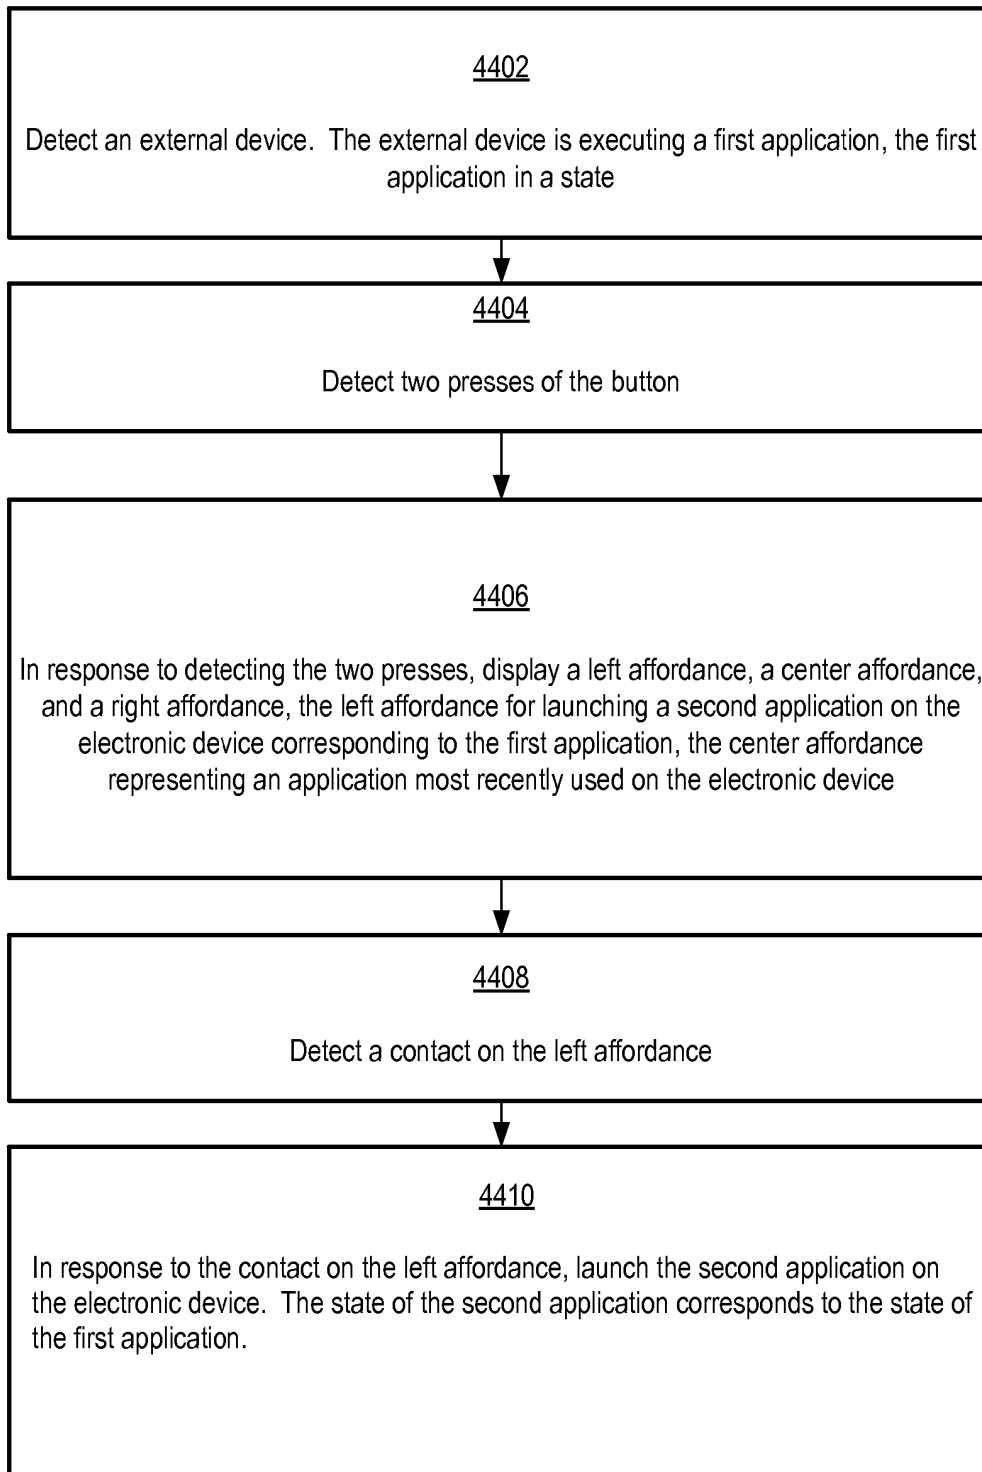 4402
Detect an external device. The external device is executing a first application, the first
application in a state
4404
Detect two presses of the button
4406
In response to detecting the two presses, display a left affordance, a center affordance,
and a right affordance, the left affordance for launching a second application on the
electronic device corresponding to the first application, the center affordance
representing an application most recently used on the electronic device
4408
Detect a contact on the left affordance
4410
In response to the contact on the left affordance, launch the second application on
the electronic device. The state of the second application corresponds to the state of
the first application.